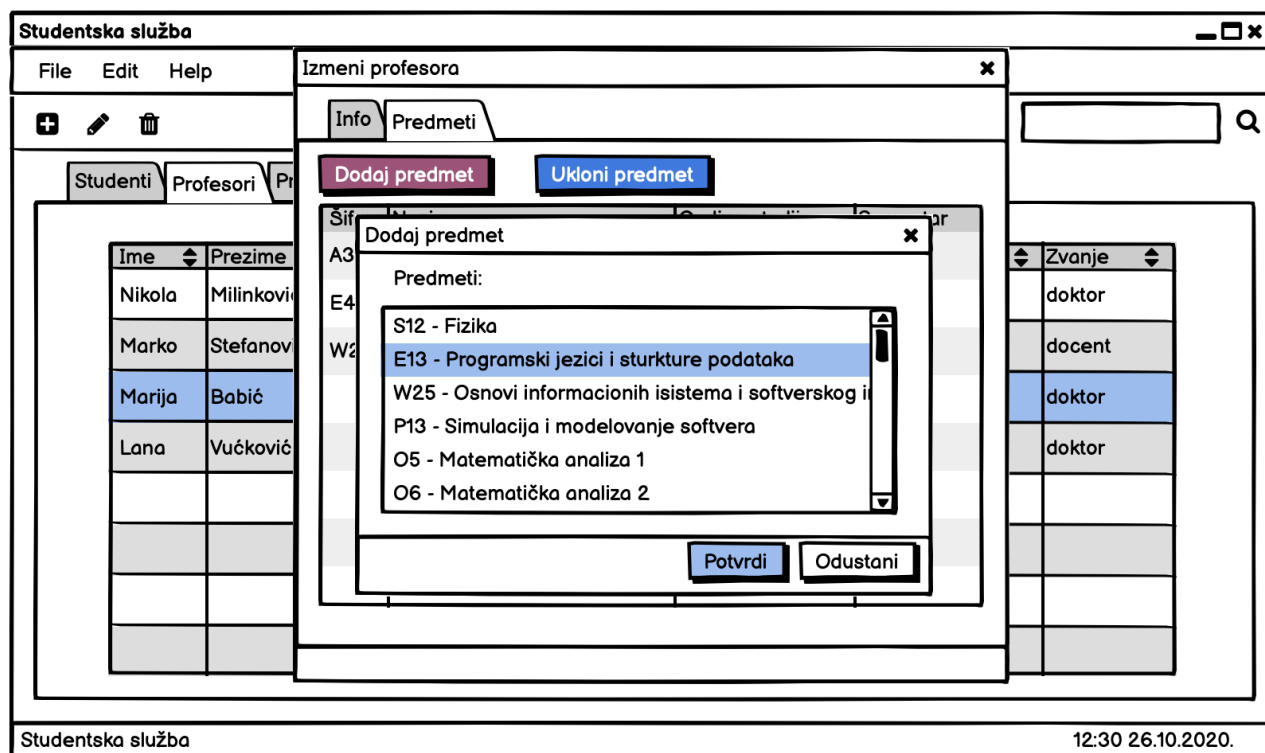 Studentska služba
File Edit Help
Izmeni profesora
Info Predmeti
Studenti Profesori
Dodaj predmet Ukloni predmet
Dodaj predmet
Predmeti:
S12 - Fizika
E13 - Programski jezici i sturkture podataka
W25 - Osnovi informacionih isistema i softverskog
P13 - Simulacija i modelovanje softvera
O5 - Matematička analiza 1
O6 - Matematička analiza 2
Potvrdi Odustani
Ime Prezime Zvanje
Nikola doktor
Marko docent
Marija Babić doktor
Lana Vućković doktor
Studentska služba 12:30 26.10.2020.